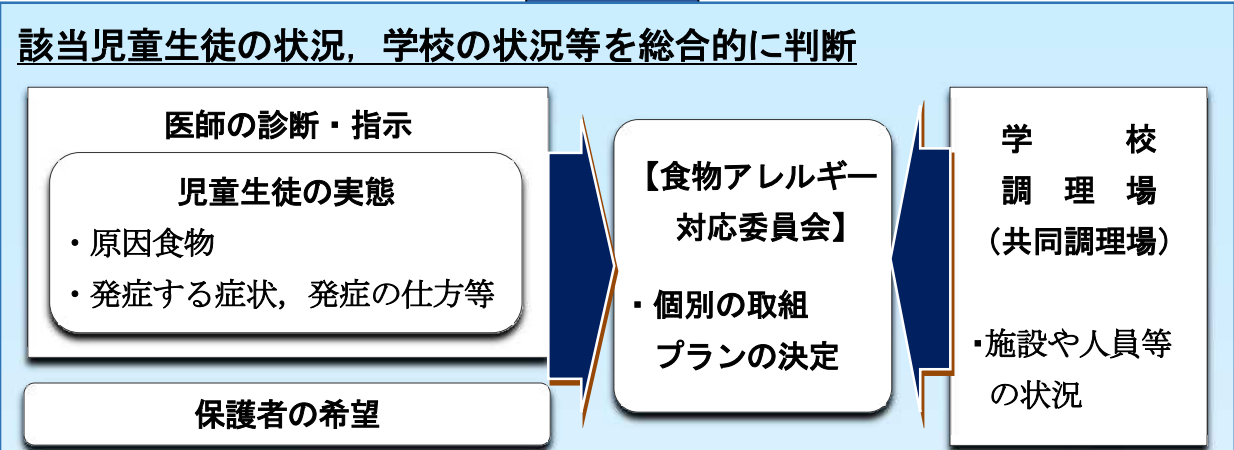 該当児童生徒の状況，学校の状況等を総合的に判断
医師の診断・指示
児童生徒の実態
・原因食物
・発症する症状，発症の仕方等
保護者の希望
【食物アレルギー
対応委員会】
・個別の取組
プランの決定
学　　校
調　理　場
（共同調理場）
・施設や人員等
の状況